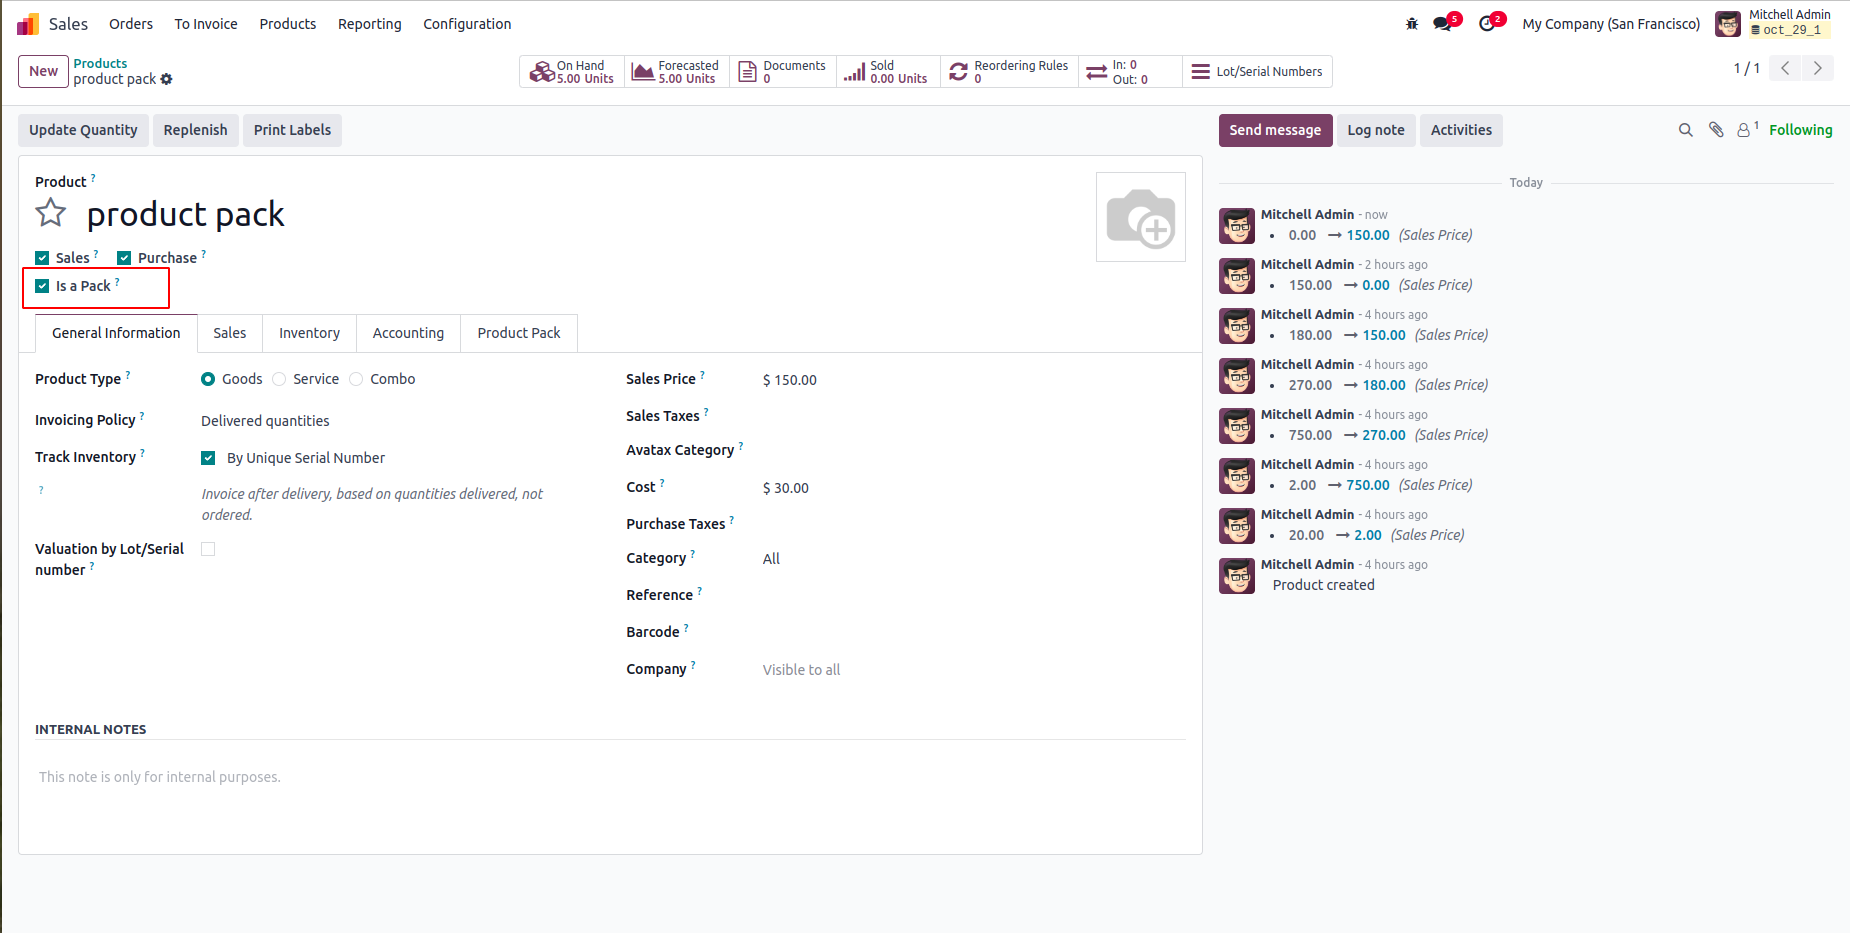 Sales Orders To Invoice Products Reporting Configuration 5 2 My Company (San Francisco) Mitchell Admin
oct_29_1
New Products
product pack
On Hand
5.00 Units
Forecasted
5.00 Units
Documents
0
Sold
0.00 Units
Reordering Rules
0
In: 0
Out: 0
Lot/Serial Numbers
1 / 1
Update Quantity Replenish Print Labels
Send message Log note Activities 1 Following
Product ?
product pack
Sales ? Purchase ?
Is a Pack ?
General Information Sales Inventory Accounting Product Pack
Product Type ? Goods Service Combo
Invoicing Policy ? Delivered quantities
Track Inventory ? By Unique Serial Number
? Invoice after delivery, based on quantities delivered, not
ordered.
Valuation by Lot/Serial
number ?
Sales Price ? $ 150.00
Sales Taxes ?
Avatax Category ?
Cost ? $ 30.00
Purchase Taxes ?
Category ? All
Reference ?
Barcode ?
Company ? Visible to all
INTERNAL NOTES
This note is only for internal purposes.
Today
Mitchell Admin - now
• 0.00 → 150.00 (Sales Price)
Mitchell Admin - 2 hours ago
• 150.00 → 0.00 (Sales Price)
Mitchell Admin - 4 hours ago
• 180.00 → 150.00 (Sales Price)
Mitchell Admin - 4 hours ago
• 270.00 → 180.00 (Sales Price)
Mitchell Admin - 4 hours ago
• 750.00 → 270.00 (Sales Price)
Mitchell Admin - 4 hours ago
• 2.00 → 750.00 (Sales Price)
Mitchell Admin - 4 hours ago
• 20.00 → 2.00 (Sales Price)
Mitchell Admin - 4 hours ago
Product created